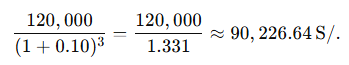 120,000 / (1 + 0.10)³ = 120,000 / 1.331 ≈ 90,226.64 S/.